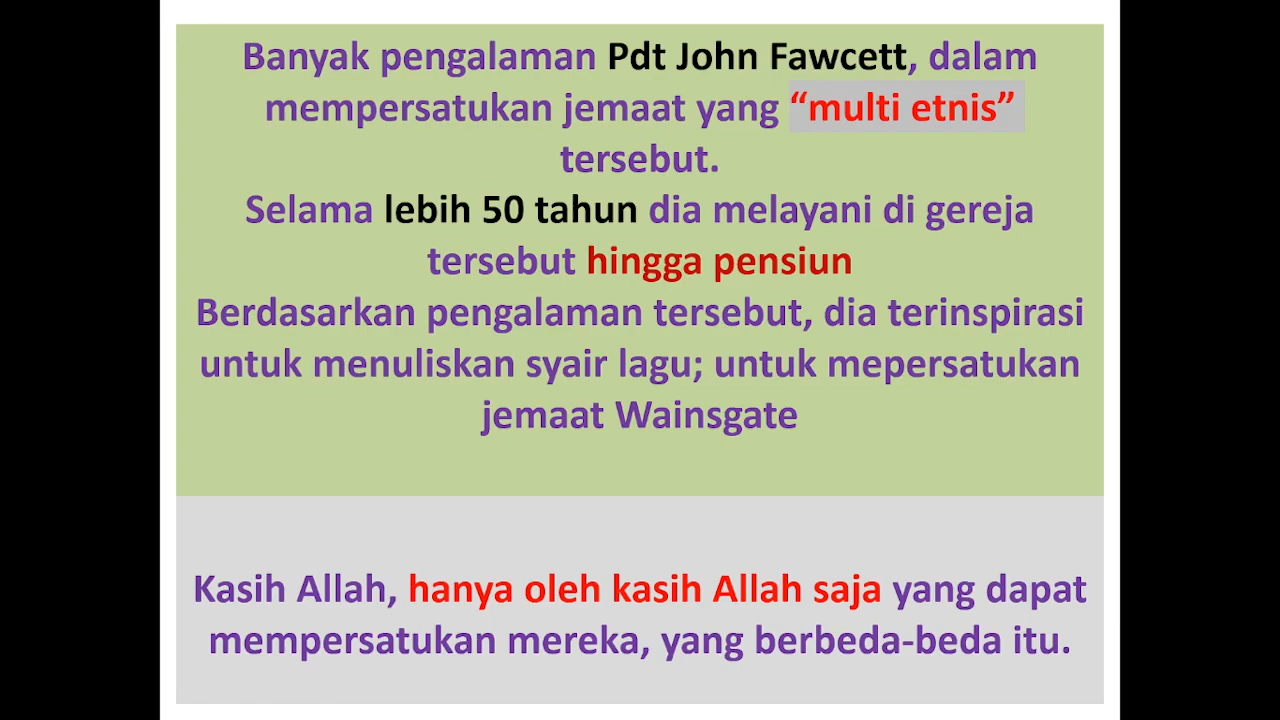 Banyak pengalaman Pdt John Fawcett, dalam
mempersatukan jemaat yang “multi etnis”
tersebut.
Selama lebih 50 tahun dia melayani di gereja
tersebut hingga pensiun
Berdasarkan pengalaman tersebut, dia terinspirasi
untuk menuliskan syair lagu; untuk mepersatukan
jemaat Wainsgate
Kasih Allah, hanya oleh kasih Allah saja yang dapat
mempersatukan mereka, yang berbeda-beda itu.